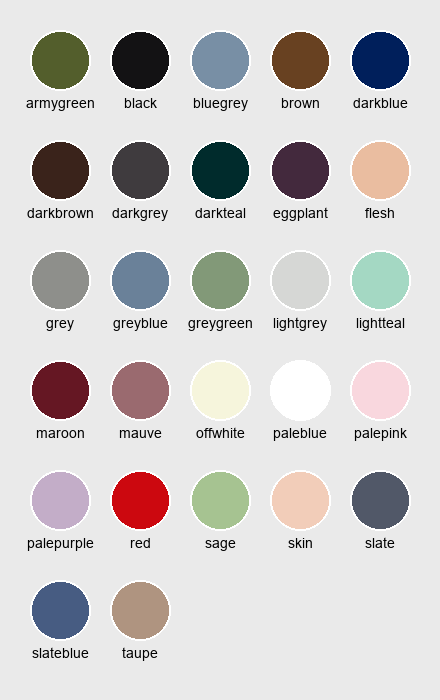 armygreen black bluegrey brown darkblue
darkbrown darkgrey darkteal eggplant flesh
grey greyblue greygreen lightgrey lightteal
maroon mauve offwhite paleblue palepink
palepurple red sage skin slate
slateblue taupe